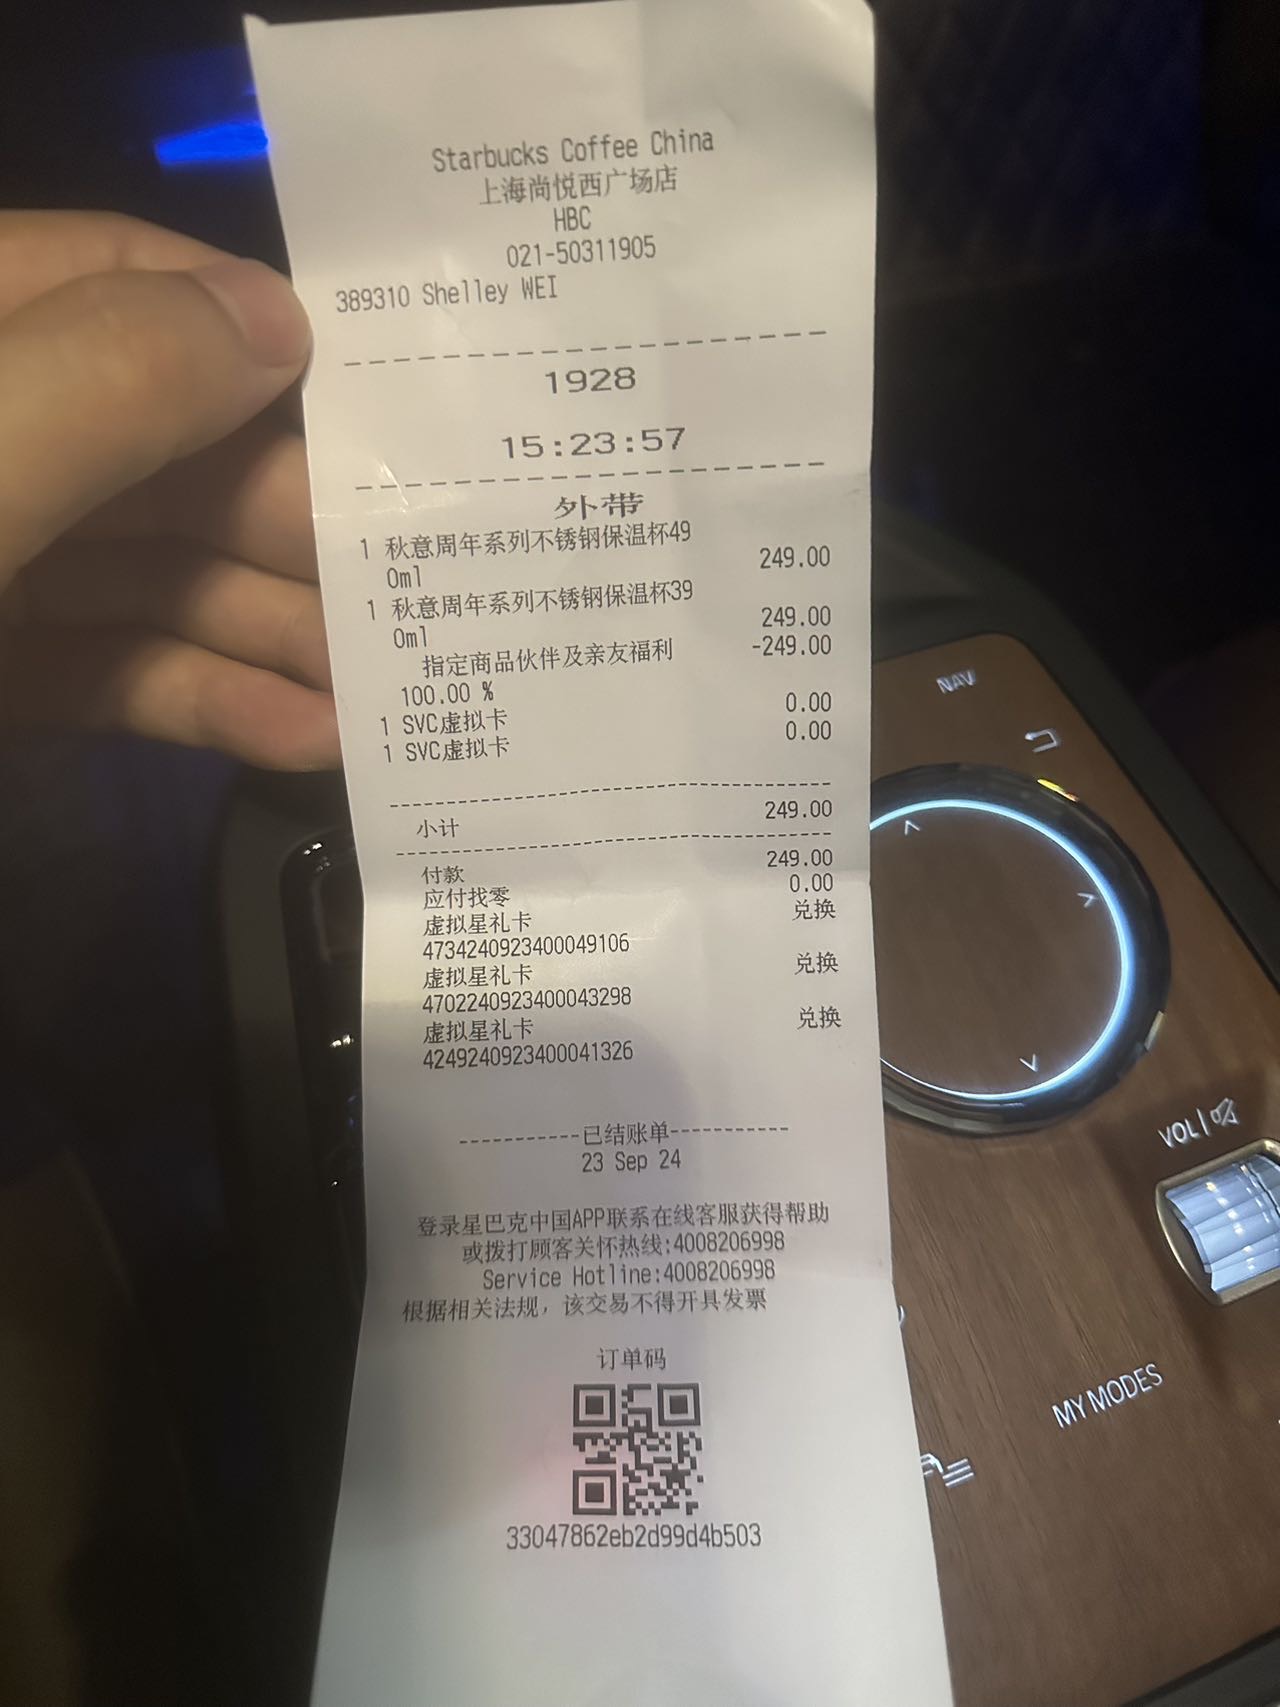 Starbucks Coffee China
上海尚悦西广场店
HBC
021-50311905
389310 Shelley WEI
1928
15:23:57
外带
1 秋意周年系列不锈钢保温杯49
0ml 249.00
1 秋意周年系列不锈钢保温杯39
0ml 249.00
指定商品伙伴及亲友福利 -249.00
100.00 %
1 SVC虚拟卡 0.00
1 SVC虚拟卡 0.00
小计 249.00
付款 249.00
应付找零 0.00
虚拟星礼卡 兑换
4734240923400049106
虚拟星礼卡 兑换
4702240923400043298
虚拟星礼卡 兑换
4249240923400041326
-----------已结账单-----------
23 Sep 24
登录星巴克中国APP联系在线客服获得帮助
或拨打顾客关怀热线:4008206998
Service Hotline:4008206998
根据相关法规，该交易不得开具发票
订单码
33047862eb2d99d4b503
NAV
VOL
MY MODES